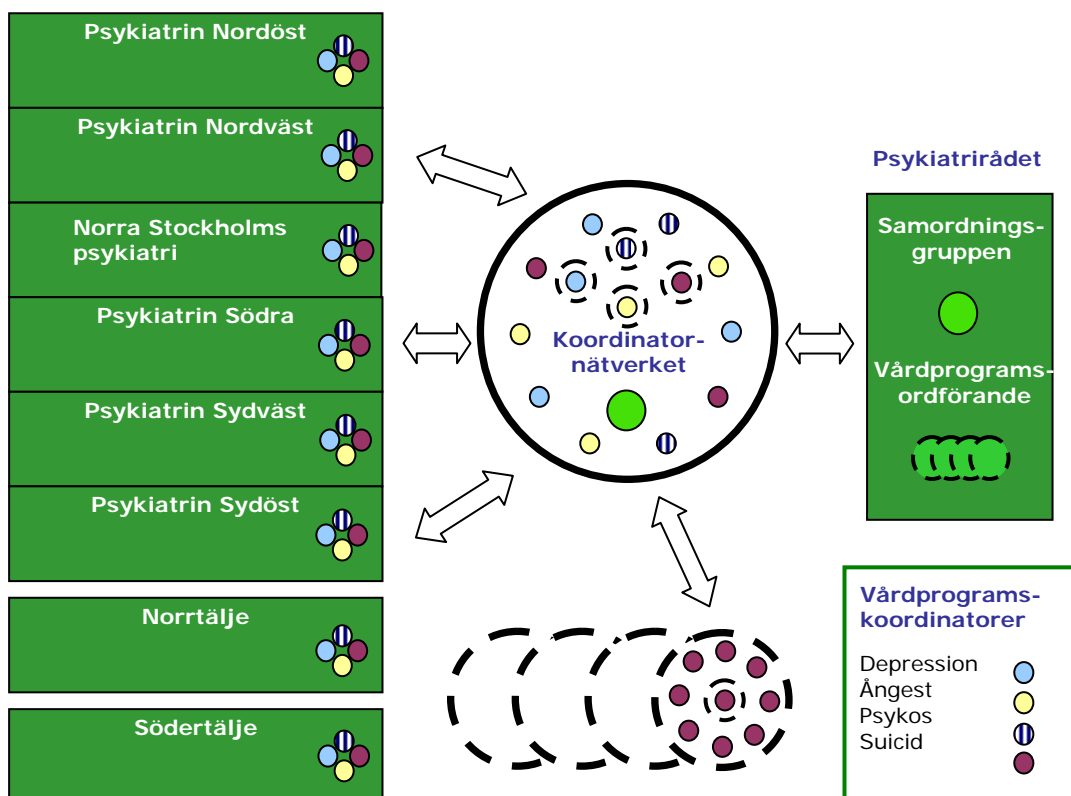 Psykiatrin Nordöst
Psykiatrin Nordväst
Norra Stockholms
psykiatri
Psykiatrin Södra
Psykiatrin Sydväst
Psykiatrin Sydöst
Norrtälje
Södertälje
Koordinator-
nätverket
Psykiatrirådet
Samordnings-
gruppen
Vårdprograms-
ordförande
Vårdprograms-
koordinatorer
Depression
Ångest
Psykos
Suicid